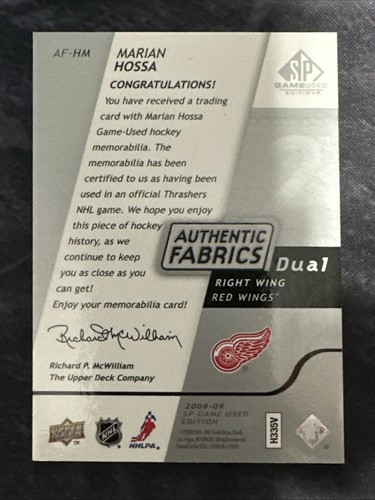 AF-HM
MARIAN
HOSSA
SP
GAME USED
EDITION
CONGRATULATIONS!
You have received a trading
card with Marian Hossa
Game-Used hockey
memorabilia. The
memorabilia has been
certified to us as having been
used in an official Thrashers
NHL game. We hope you enjoy
this piece of hockey
history, as we
continue to keep
you as close as you
can get!
Enjoy your memorabilia card!
AUTHENTIC
FABRICS
Dual
RIGHT WING
RED WINGS
Richard P. McWilliam
Richard P. McWilliam
The Upper Deck Company
2008-09
SP GAME USED
EDITION
UPPER DECK
NHL
NHLPA
H335V